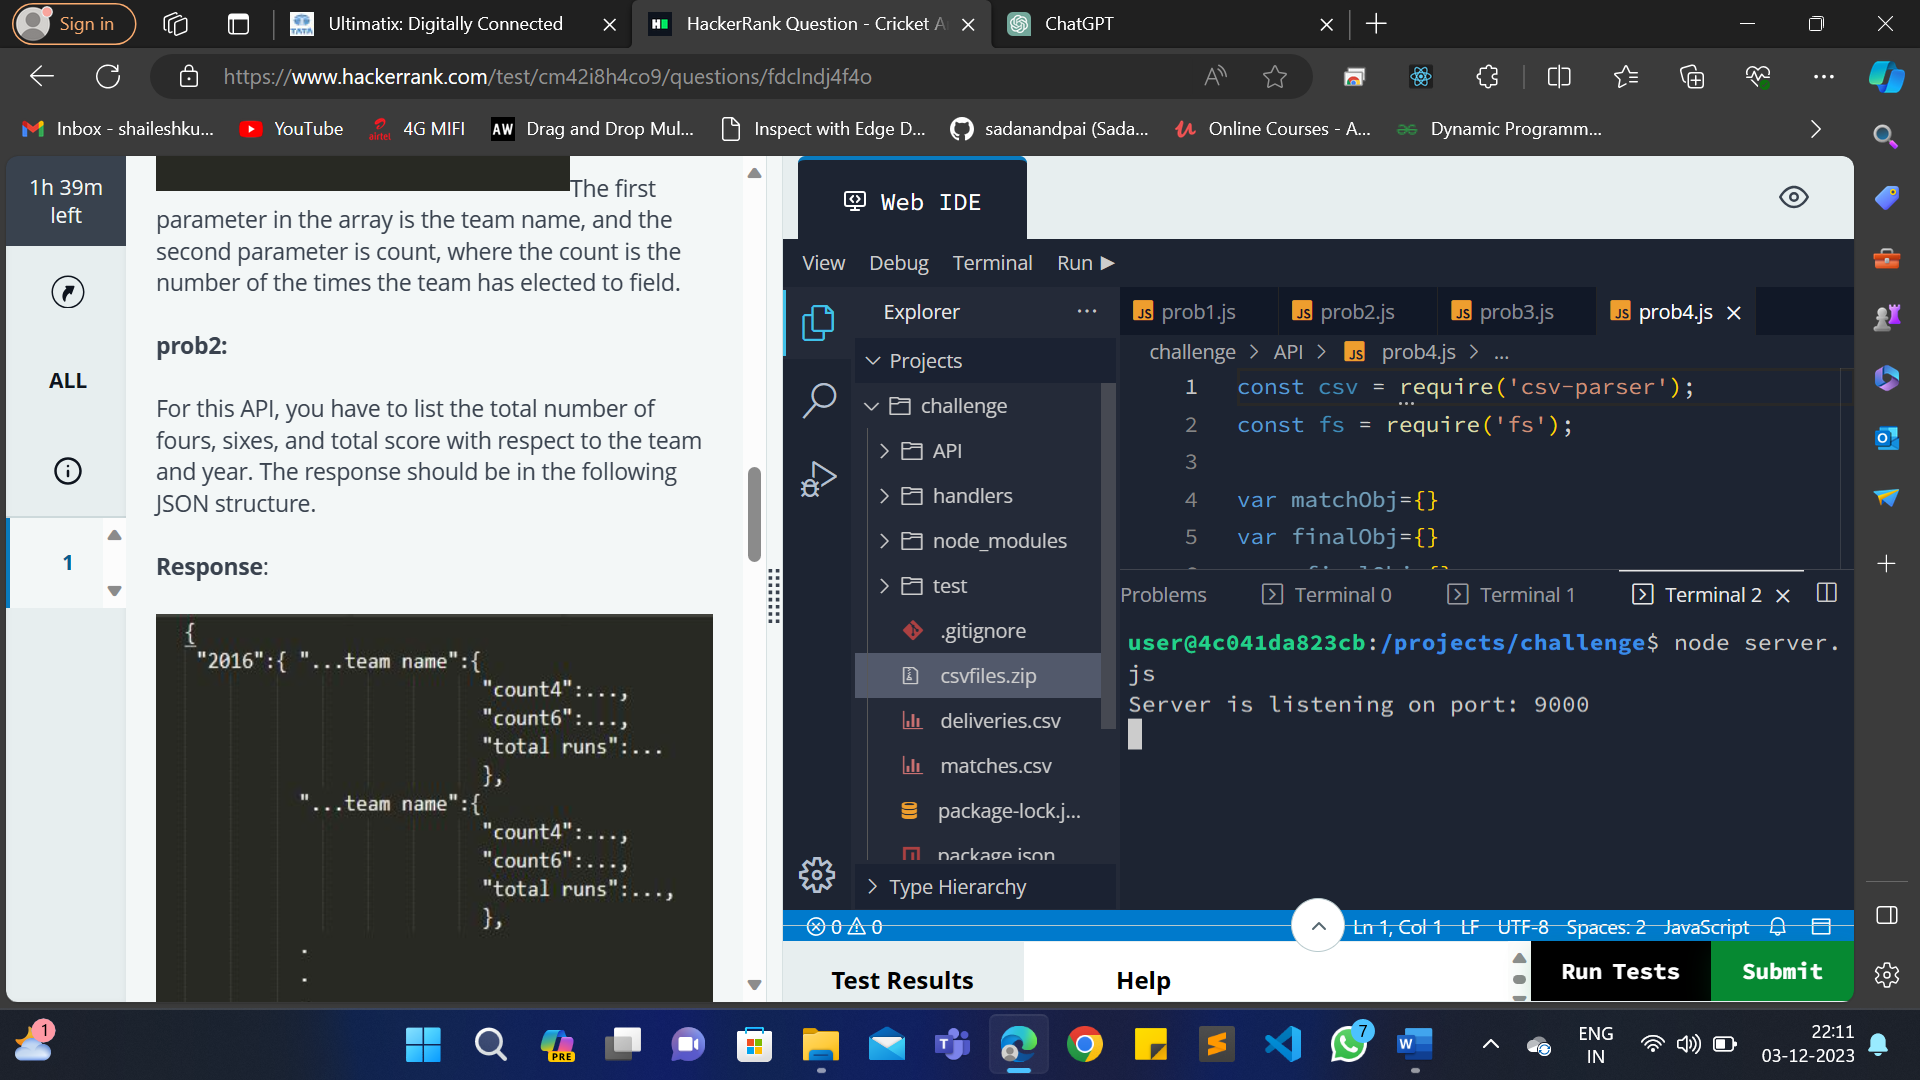 Sign in
Ultimatix: Digitally Connected
HackerRank Question - Cricket A
ChatGPT
https://www.hackerrank.com/test/cm42i8h4co9/questions/fdclndj4f4o
Inbox - shaileshku...
YouTube
airtel
4G MIFI
AW
Drag and Drop Mul...
Inspect with Edge D...
sadanandpai (Sada...
Online Courses - A...
Dynamic Programm...
1h 39m
left
ALL
1
The first
parameter in the array is the team name, and the
second parameter is count, where the count is the
number of the times the team has elected to field.
prob2:
For this API, you have to list the total number of
fours, sixes, and total score with respect to the team
and year. The response should be in the following
JSON structure.
Response:
{
"2016":{ "...team name":{
"count4":...,
"count6":...,
"total runs":...
},
"...team name":{
"count4":...,
"count6":...,
"total runs":...,
},
.
.
Web IDE
View Debug Terminal Run
Explorer
Projects
challenge
API
handlers
node_modules
test
.gitignore
csvfiles.zip
deliveries.csv
matches.csv
package-lock.j...
package.json
Type Hierarchy
prob1.js
prob2.js
prob3.js
prob4.js
challenge > API > JS prob4.js > ...
1 const csv = require('csv-parser');
2 const fs = require('fs');
3
4 var matchObj={}
5 var finalObj={}
Problems
Terminal 0
Terminal 1
Terminal 2
user@4c041da823cb:/projects/challenge$ node server.
js
Server is listening on port: 9000
0 0
Ln 1, Col 1 LF UTF-8 Spaces: 2 JavaScript
Test Results
Help
Run Tests
Submit
1
PRE
7
ENG
IN
22:11
03-12-2023